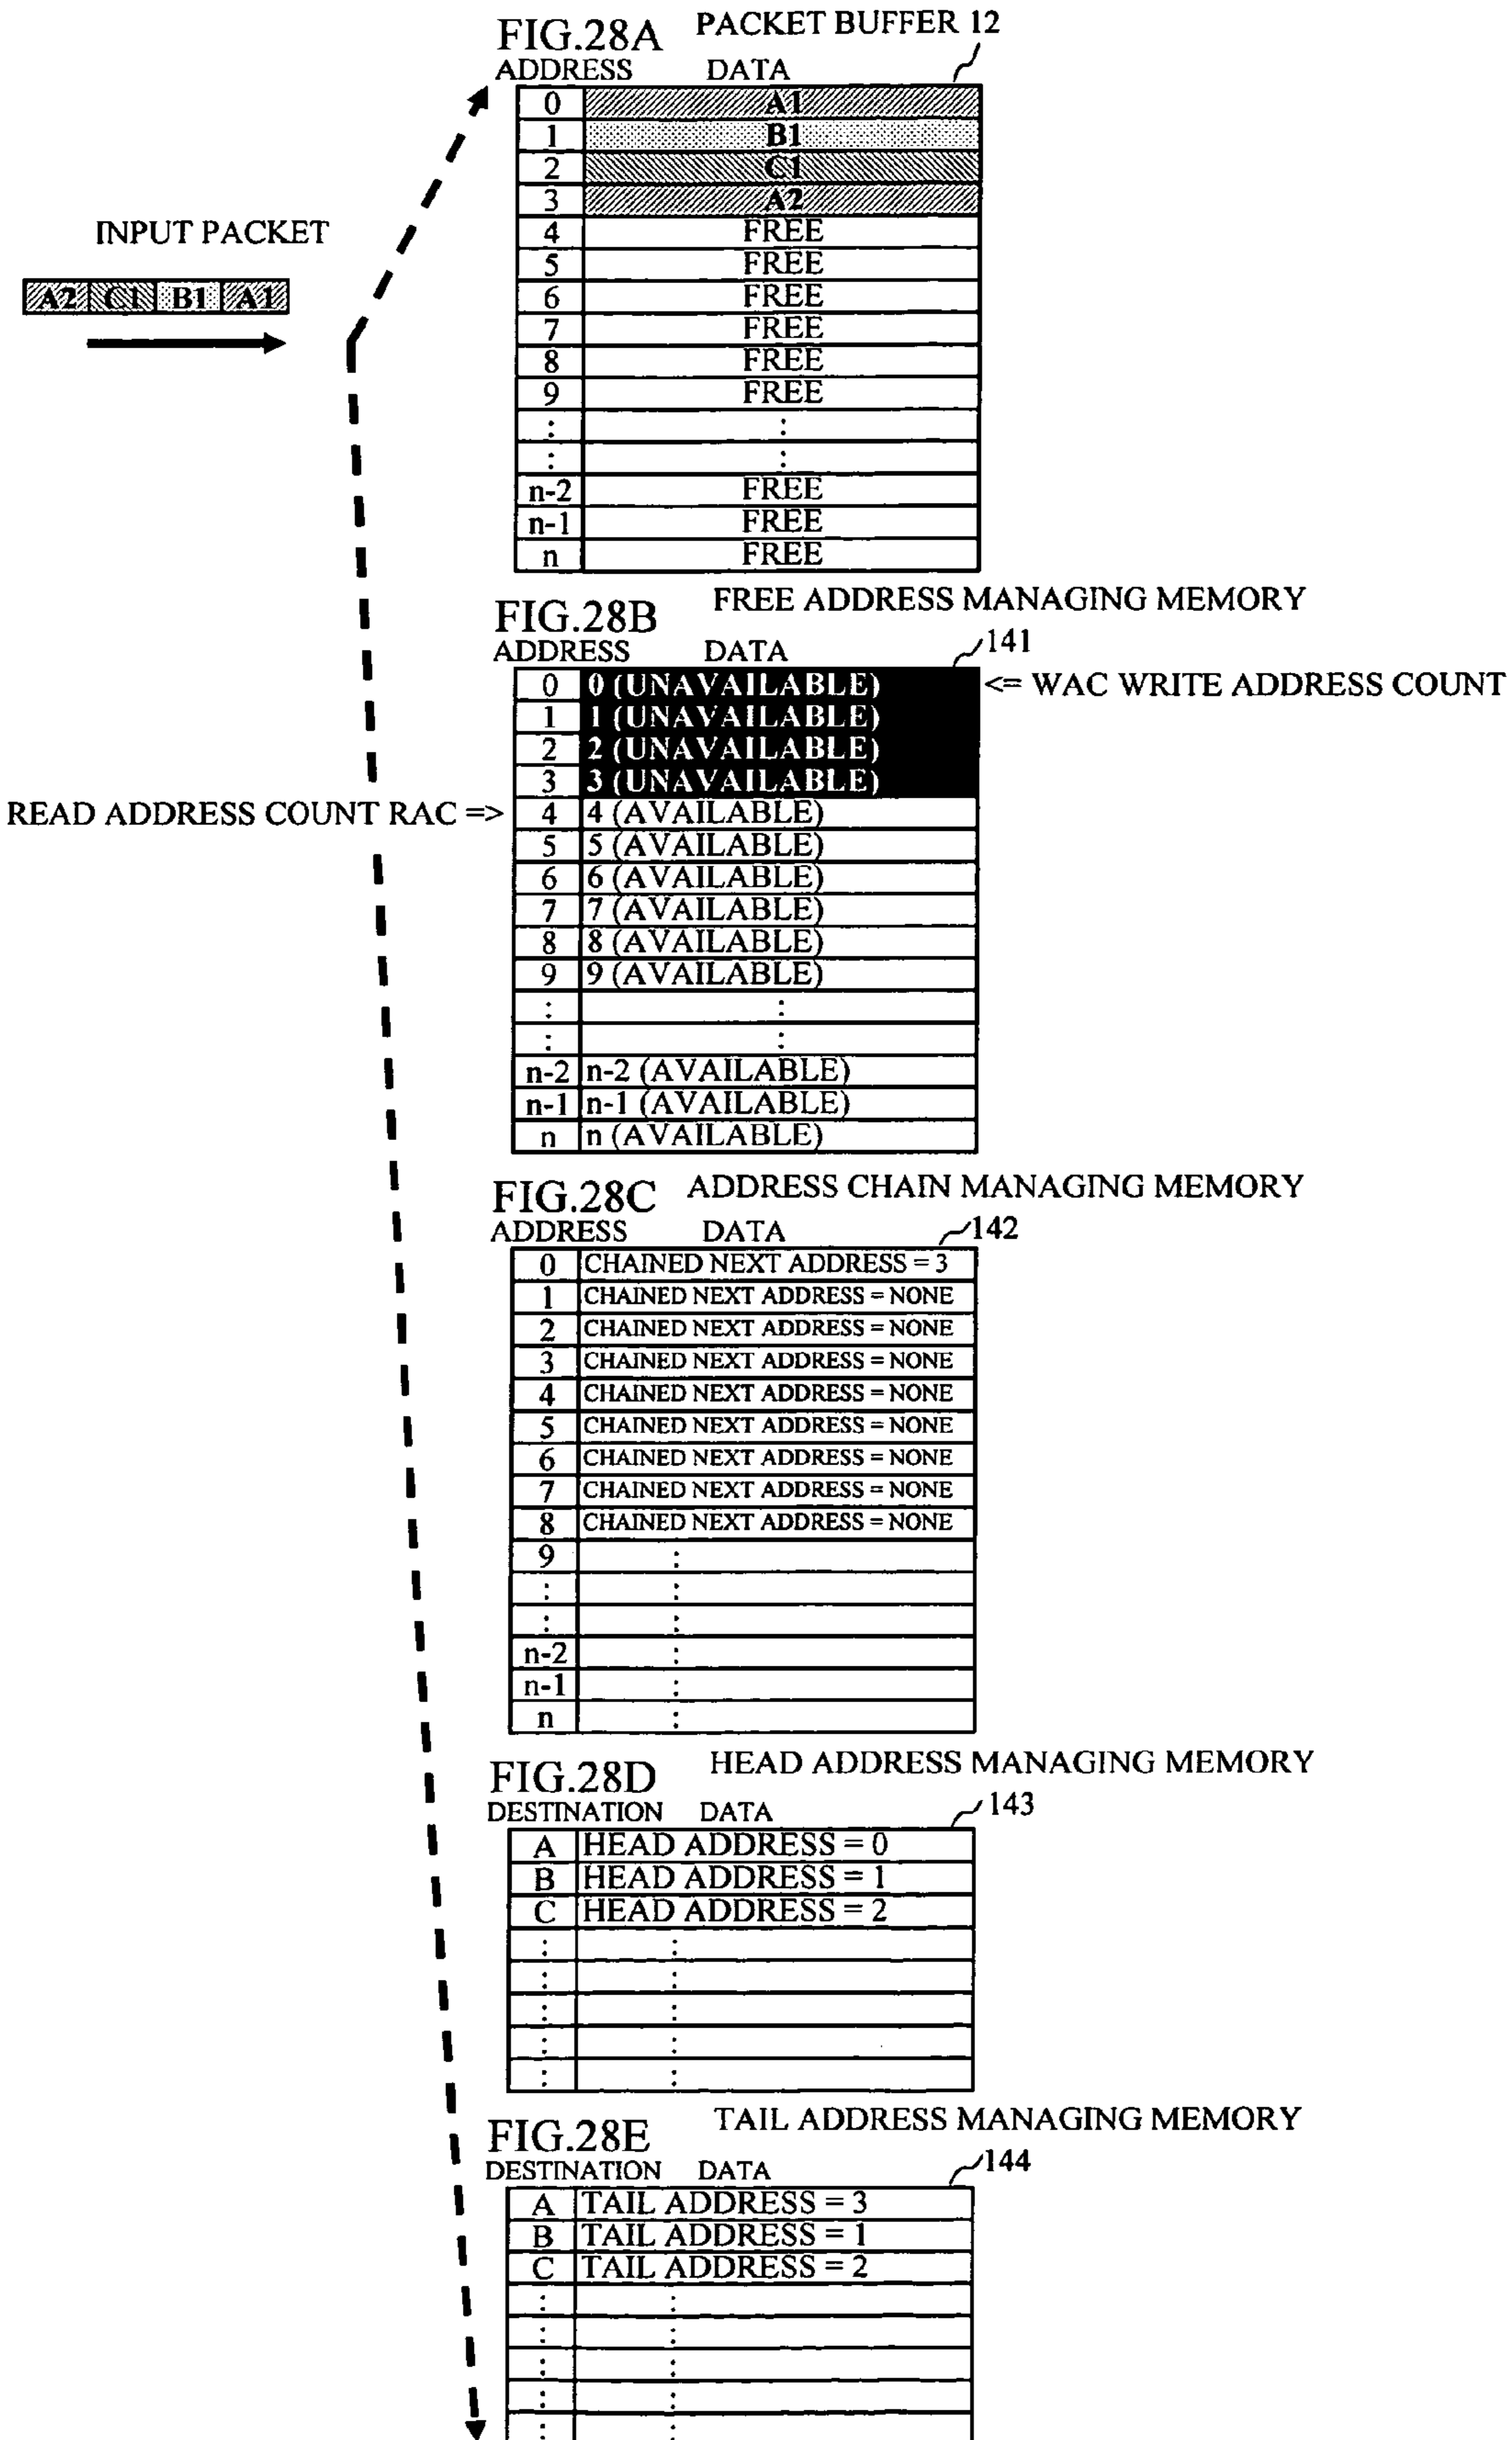 FIG.28A PACKET BUFFER 12
ADDRESS DATA
0 A1
1 B1
2 C1
3 A2
INPUT PACKET
4 FREE
5 FREE
A2 C1 B1 A1
6 FREE
7 FREE
8 FREE
9 FREE
: :
: :
n-2 FREE
n-1 FREE
n FREE
FIG.28B FREE ADDRESS MANAGING MEMORY
ADDRESS DATA 141
0 0 (UNAVAILABLE) <= WAC WRITE ADDRESS COUNT
1 1 (UNAVAILABLE)
2 2 (UNAVAILABLE)
3 3 (UNAVAILABLE)
READ ADDRESS COUNT RAC => 4 4 (AVAILABLE)
5 5 (AVAILABLE)
6 6 (AVAILABLE)
7 7 (AVAILABLE)
8 8 (AVAILABLE)
9 9 (AVAILABLE)
: :
: :
n-2 n-2 (AVAILABLE)
n-1 n-1 (AVAILABLE)
n n (AVAILABLE)
FIG.28C ADDRESS CHAIN MANAGING MEMORY
ADDRESS DATA 142
0 CHAINED NEXT ADDRESS = 3
1 CHAINED NEXT ADDRESS = NONE
2 CHAINED NEXT ADDRESS = NONE
3 CHAINED NEXT ADDRESS = NONE
4 CHAINED NEXT ADDRESS = NONE
5 CHAINED NEXT ADDRESS = NONE
6 CHAINED NEXT ADDRESS = NONE
7 CHAINED NEXT ADDRESS = NONE
8 CHAINED NEXT ADDRESS = NONE
9 :
: :
: :
n-2 :
n-1 :
n :
FIG.28D HEAD ADDRESS MANAGING MEMORY
DESTINATION DATA 143
A HEAD ADDRESS = 0
B HEAD ADDRESS = 1
C HEAD ADDRESS = 2
: :
: :
: :
: :
: :
FIG.28E TAIL ADDRESS MANAGING MEMORY
DESTINATION DATA 144
A TAIL ADDRESS = 3
B TAIL ADDRESS = 1
C TAIL ADDRESS = 2
: :
: :
: :
: :
: :